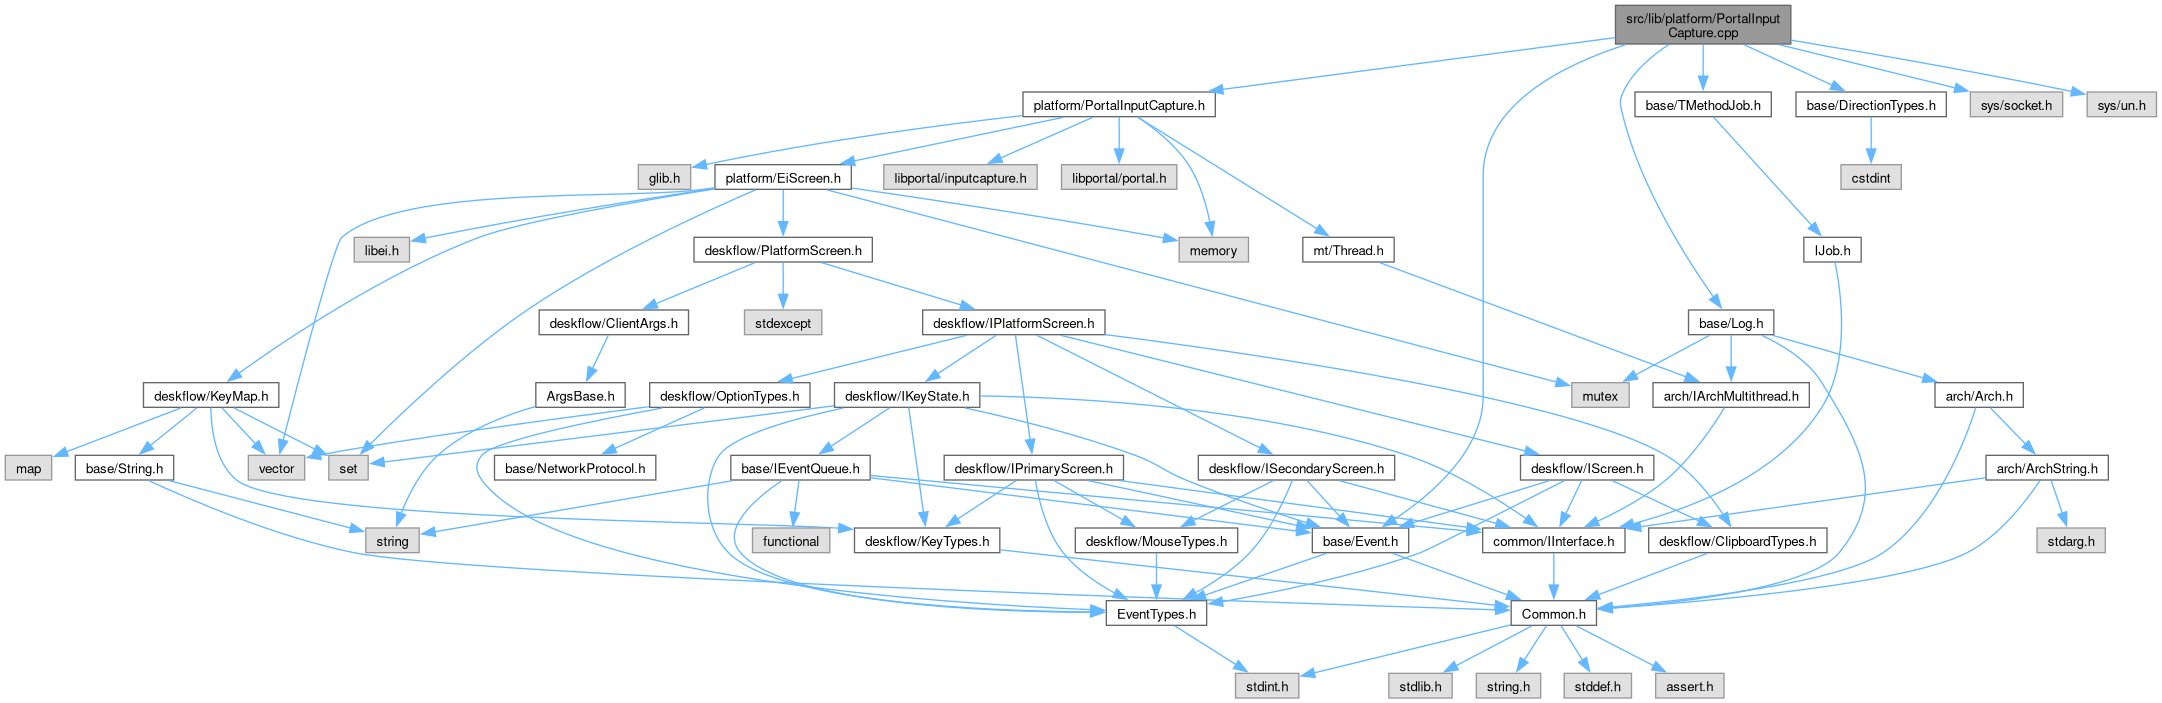 src/lib/platform/PortalInput
Capture.cpp
platform/PortalInputCapture.h
base/TMethodJob.h
base/DirectionTypes.h
sys/socket.h
sys/un.h
glib.h
platform/EiScreen.h
libportal/inputcapture.h
libportal/portal.h
cstdint
libei.h
deskflow/PlatformScreen.h
memory
mt/Thread.h
IJob.h
deskflow/ClientArgs.h
stdexcept
deskflow/IPlatformScreen.h
base/Log.h
deskflow/KeyMap.h
ArgsBase.h
deskflow/OptionTypes.h
deskflow/IKeyState.h
mutex
arch/IArchMultithread.h
arch/Arch.h
map
base/String.h
vector
set
base/NetworkProtocol.h
base/IEventQueue.h
deskflow/IPrimaryScreen.h
deskflow/ISecondaryScreen.h
deskflow/IScreen.h
arch/ArchString.h
string
functional
deskflow/KeyTypes.h
deskflow/MouseTypes.h
base/Event.h
common/IInterface.h
deskflow/ClipboardTypes.h
stdarg.h
EventTypes.h
Common.h
stdint.h
stdlib.h
string.h
stddef.h
assert.h